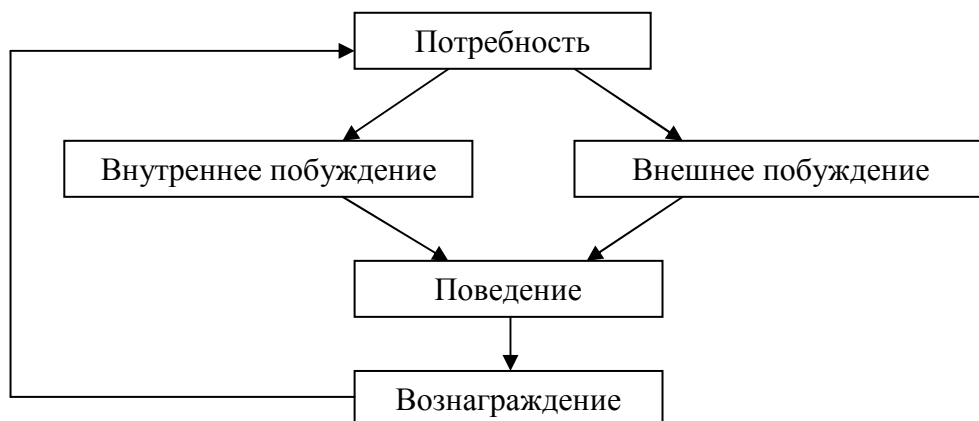 Потребность
Внутреннее побуждение
Внешнее побуждение
Поведение
Вознаграждение